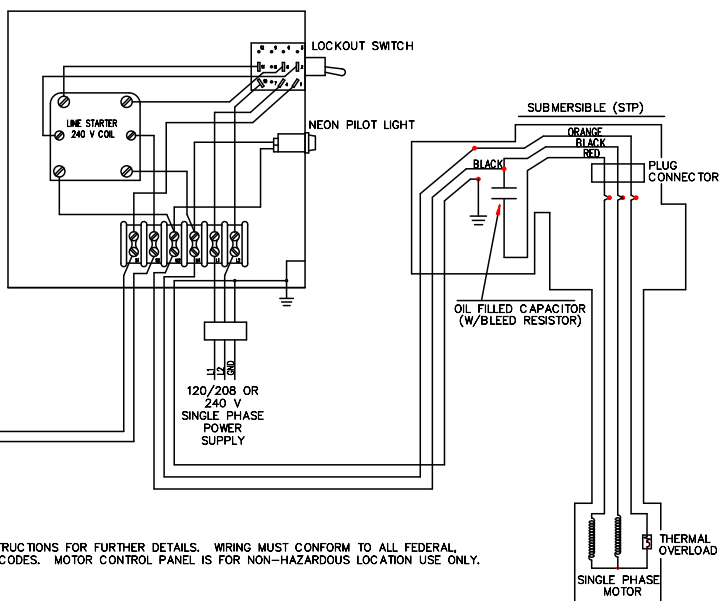 LOCKOUT SWITCH
LINE STARTER
240 V COIL
NEON PILOT LIGHT
SUBMERSIBLE (STP)
ORANGE
BLACK
RED
BLACK
PLUG
CONNECTOR
OIL FILLED CAPACITOR
(W/BLEED RESISTOR)
L1
L2
GND
120/208 OR
240 V
SINGLE PHASE
POWER
SUPPLY
TRUCTIONS FOR FURTHER DETAILS. WIRING MUST CONFORM TO ALL FEDERAL,
CODES. MOTOR CONTROL PANEL IS FOR NON-HAZARDOUS LOCATION USE ONLY.
THERMAL
OVERLOAD
SINGLE PHASE
MOTOR